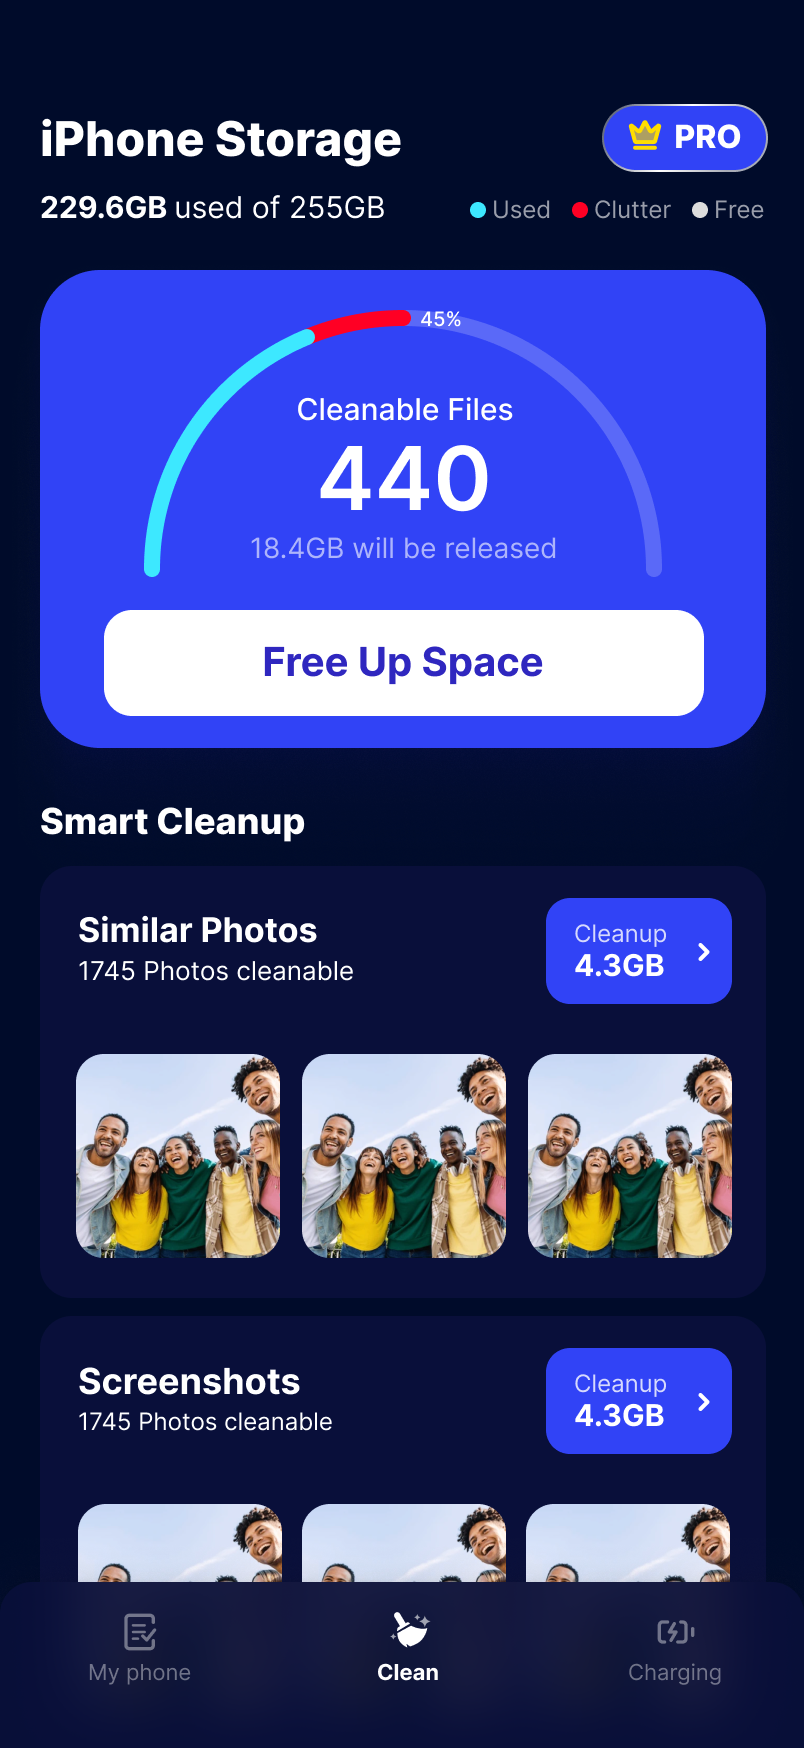 iPhone Storage
PRO
229.6GB used of 255GB
Used
Clutter
Free
45%
Cleanable Files
440
18.4GB will be released
Free Up Space
Smart Cleanup
Similar Photos
1745 Photos cleanable
Cleanup
4.3GB
Screenshots
1745 Photos cleanable
Cleanup
4.3GB
My phone
Clean
Charging